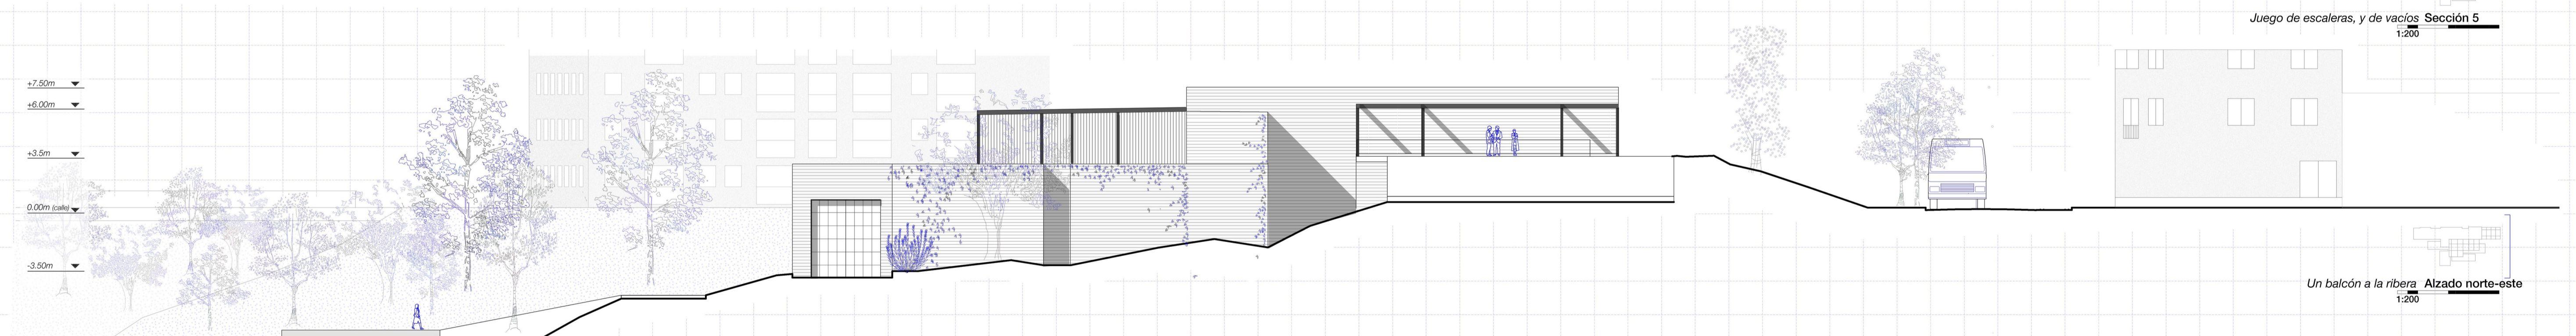 Juego de escaleras, y de vacíos Sección 5
1:200
+7.50m
+6.00m
+3.5m
0.00m (calle)
-3.50m
Un balcón a la ribera Alzado norte-este
1:200